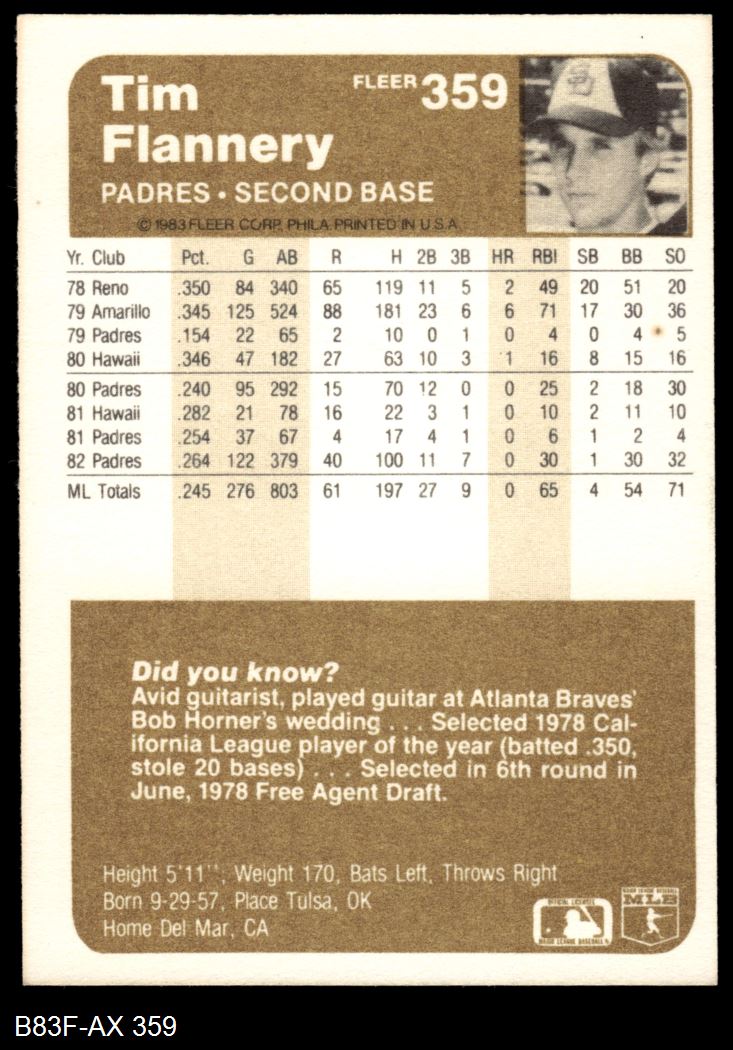 Tim
FLEER 359
Flannery
PADRES • SECOND BASE
© 1983 FLEER CORP. PHILA. PRINTED IN U.S.A.
Yr. Club Pct. G AB R H 2B 3B HR RBI SB BB SO
78 Reno .350 84 340 65 119 11 5 2 49 20 51 20
79 Amarillo .345 125 524 88 181 23 6 6 71 17 30 36
79 Padres .154 22 65 2 10 0 1 0 4 0 4 5
80 Hawaii .346 47 182 27 63 10 3 1 16 8 15 16
80 Padres .240 95 292 15 70 12 0 0 25 2 18 30
81 Hawaii .282 21 78 16 22 3 1 0 10 2 11 10
81 Padres .254 37 67 4 17 4 1 0 6 1 2 4
82 Padres .264 122 379 40 100 11 7 0 30 1 30 32
ML Totals .245 276 803 61 197 27 9 0 65 4 54 71
Did you know?
Avid guitarist, played guitar at Atlanta Braves'
Bob Horner's wedding . . . Selected 1978 Cal-
ifornia League player of the year (batted .350,
stole 20 bases) . . . Selected in 6th round in
June, 1978 Free Agent Draft.
Height 5'11'', Weight 170, Bats Left, Throws Right
Born 9-29-57, Place Tulsa, OK
Home Del Mar, CA
OFFICIAL LICENSEE
MAJOR LEAGUE BASEBALL
MAJOR LEAGUE BASEBALL
MLB
B83F-AX 359